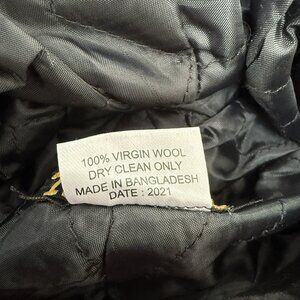 100% VIRGIN WOOL
DRY CLEAN ONLY
MADE IN BANGLADESH
DATE : 2021